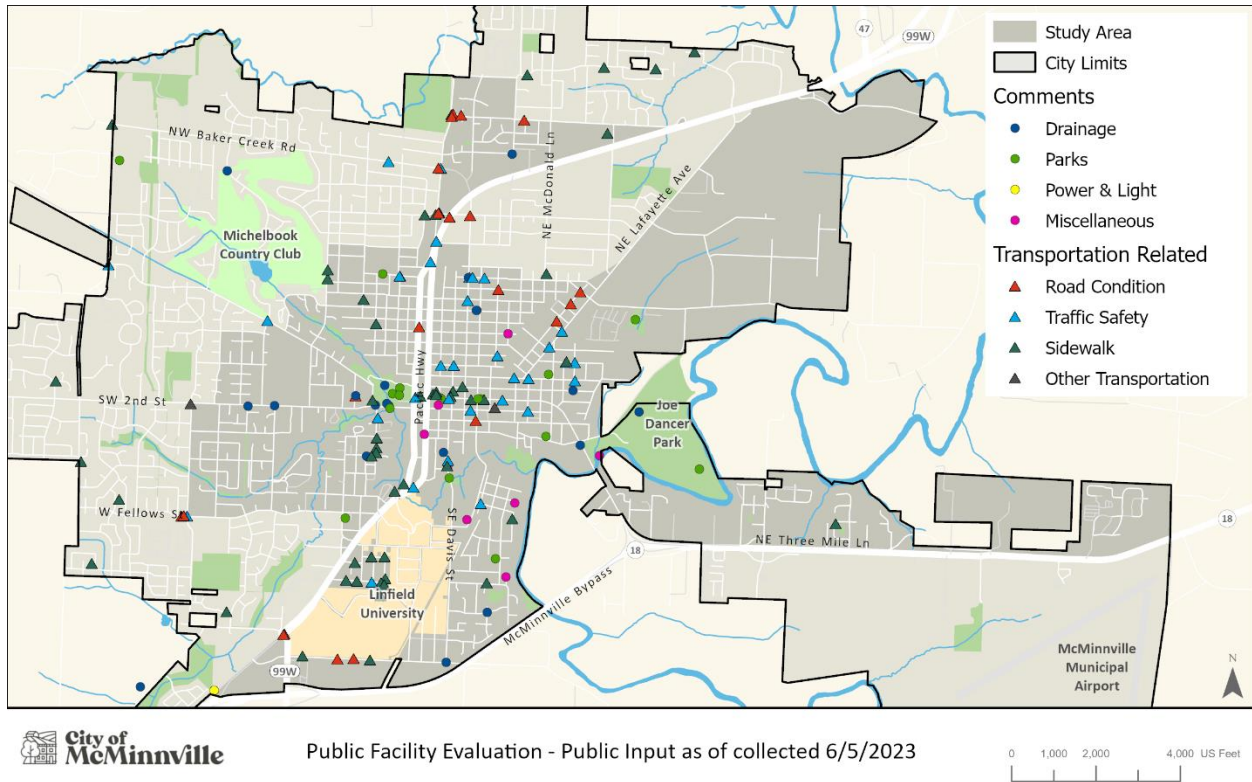 47
99W
18
NW Baker Creek Rd
NE McDonald Ln
NE Lafayette Ave
Michelbook
Country Club
Pacific Hwy
SW 2nd St
Joe
Dancer
Park
W Fellows St
SE Davis St
NE Three Mile Ln
18
18
Linfield
University
McMinnville Bypass
99W
McMinnville
Municipal
Airport
N
Study Area
City Limits
Comments
Drainage
Parks
Power & Light
Miscellaneous
Transportation Related
Road Condition
Traffic Safety
Sidewalk
Other Transportation
City of
McMinnville
Public Facility Evaluation - Public Input as of collected 6/5/2023
0 1,000 2,000 4,000 US Feet